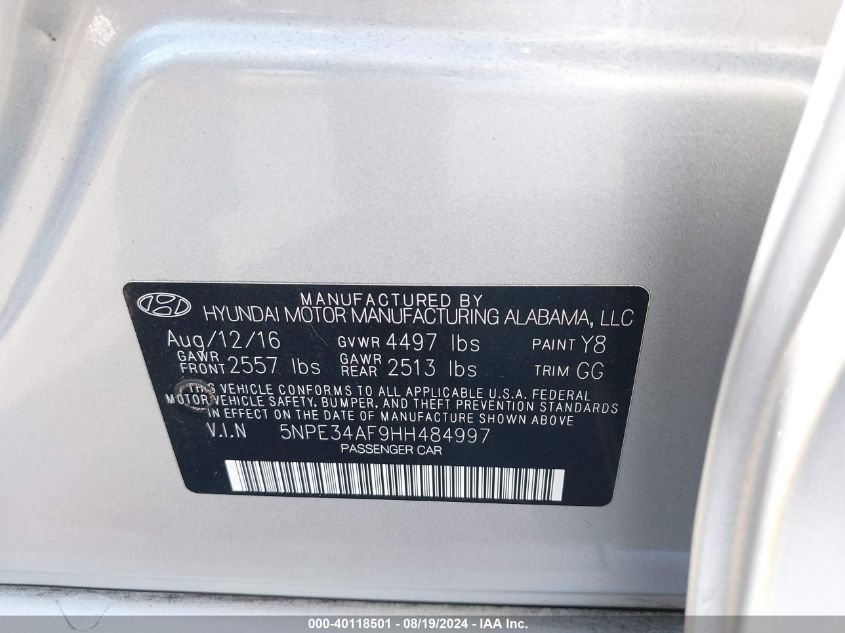 MANUFACTURED BY
HYUNDAI MOTOR MANUFACTURING ALABAMA, LLC
Aug/12/16 GVWR 4497 lbs PAINT Y8
GAWR FRONT 2557 lbs GAWR REAR 2513 lbs TRIM GG
THIS VEHICLE CONFORMS TO ALL APPLICABLE U.S.A. FEDERAL
MOTOR VEHICLE SAFETY, BUMPER, AND THEFT PREVENTION STANDARDS
IN EFFECT ON THE DATE OF MANUFACTURE SHOWN ABOVE.
V.I.N 5NPE34AF9HH484997
PASSENGER CAR
000-40118501 - 08/19/2024 - IAA Inc.